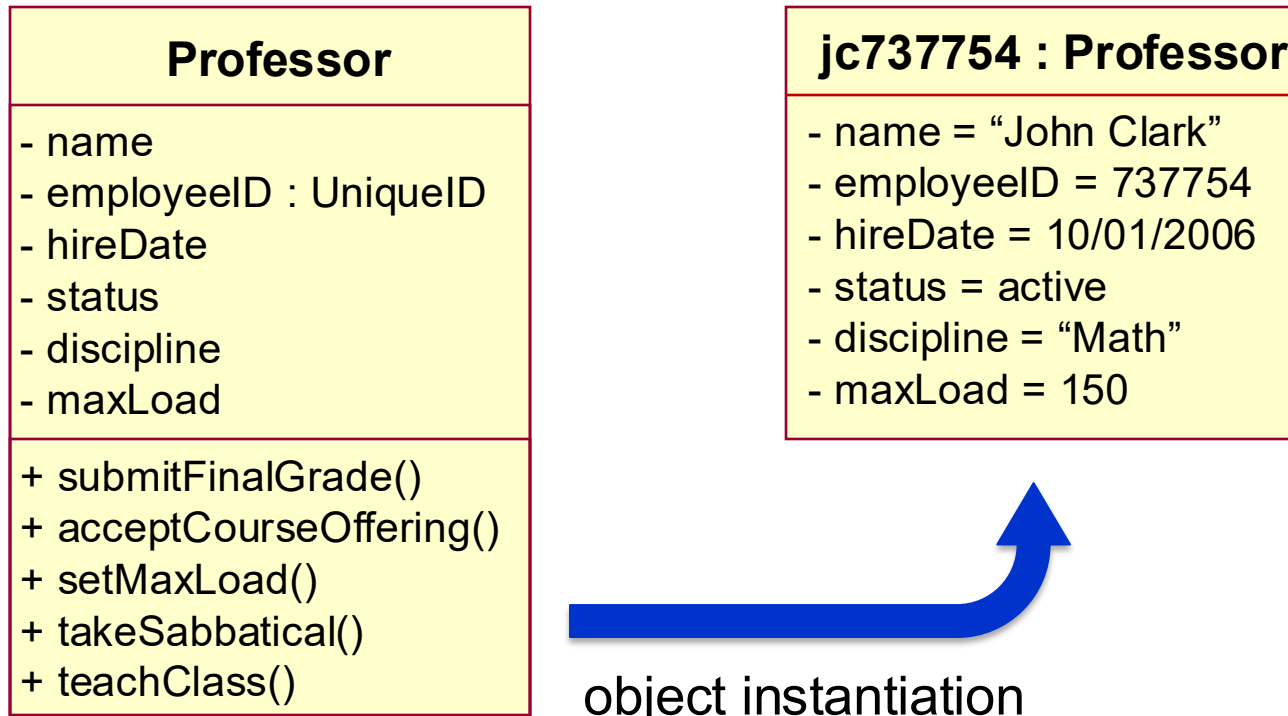 Professor
- name
- employeeID : UniqueID
- hireDate
- status
- discipline
- maxLoad
+ submitFinalGrade()
+ acceptCourseOffering()
+ setMaxLoad()
+ takeSabbatical()
+ teachClass()
jc737754 : Professor
- name = “John Clark”
- employeeID = 737754
- hireDate = 10/01/2006
- status = active
- discipline = “Math”
- maxLoad = 150
object instantiation